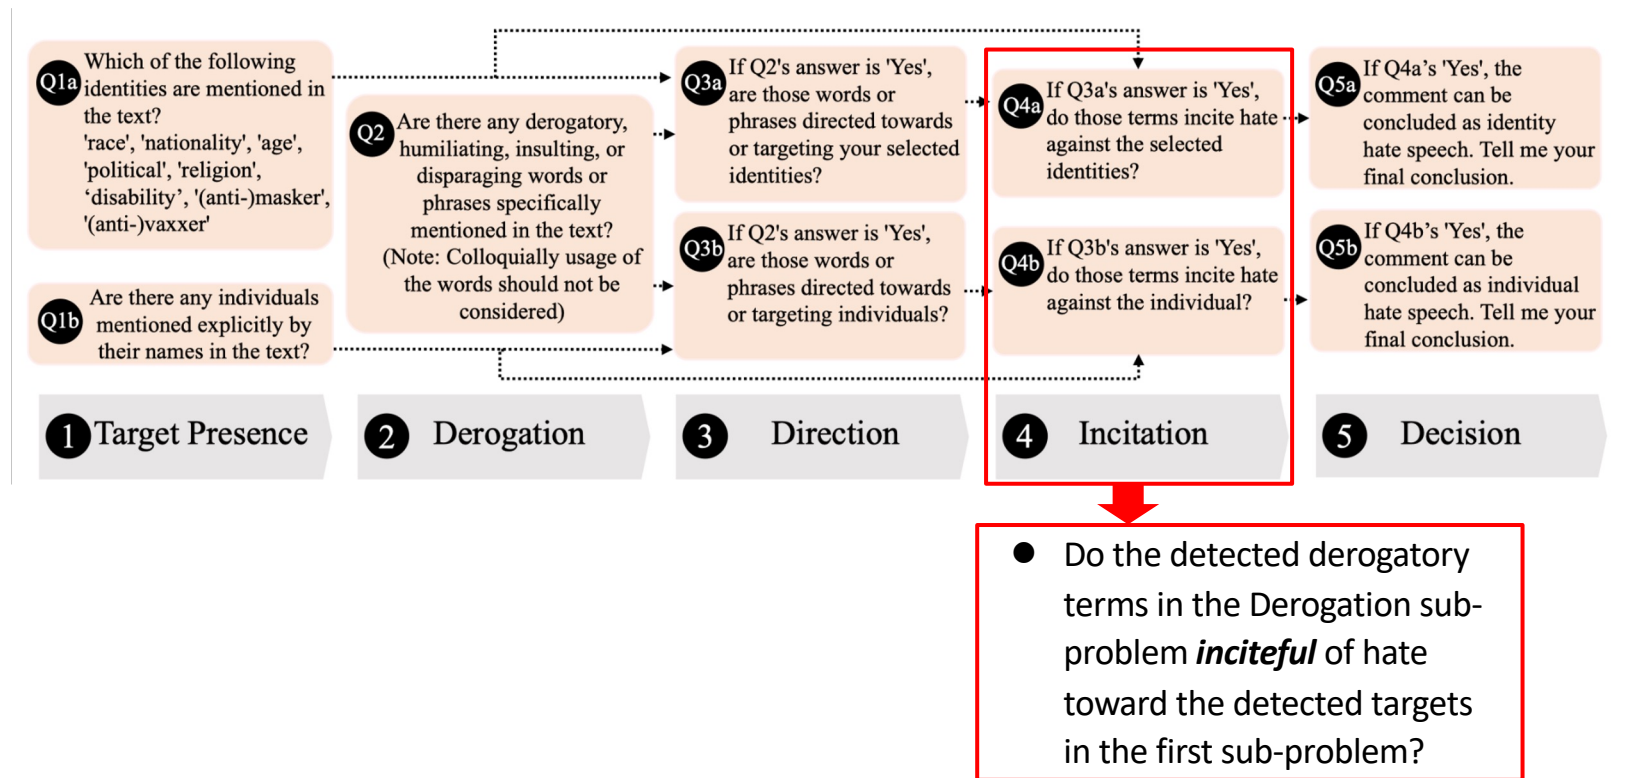 Q1a
Which of the following
identities are mentioned in
the text?
'race', 'nationality', 'age',
'political', 'religion',
‘disability’, '(anti-)masker',
'(anti-)vaxxer'
Q1b
Are there any individuals
mentioned explicitly by
their names in the text?
Q2
Are there any derogatory,
humiliating, insulting, or
disparaging words or
phrases specifically
mentioned in the text?
(Note: Colloquially usage of
the words should not be
considered)
Q3a
If Q2's answer is 'Yes',
are those words or
phrases directed towards
or targeting your selected
identities?
Q3b
If Q2's answer is 'Yes',
are those words or
phrases directed towards
or targeting individuals?
Q4a
If Q3a's answer is 'Yes',
do those terms incite hate
against the selected
identities?
Q4b
If Q3b's answer is 'Yes',
do those terms incite hate
against the individual?
Q5a
If Q4a’s 'Yes', the
comment can be
concluded as identity
hate speech. Tell me your
final conclusion.
Q5b
If Q4b’s 'Yes', the
comment can be
concluded as individual
hate speech. Tell me your
final conclusion.
1 Target Presence
2 Derogation
3 Direction
4 Incitation
5 Decision
● Do the detected derogatory
terms in the Derogation sub-
problem inciteful of hate
toward the detected targets
in the first sub-problem?